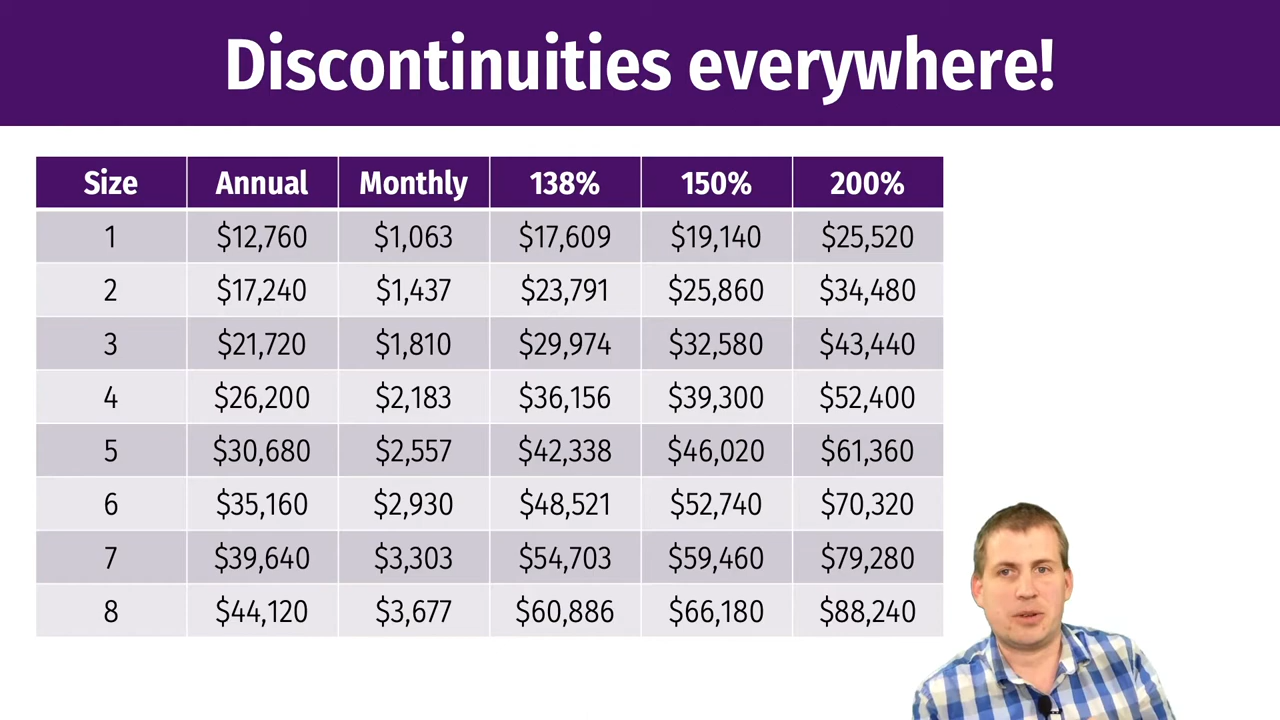 Discontinuities everywhere!
Size Annual Monthly 138% 150% 200%
1 $12,760 $1,063 $17,609 $19,140 $25,520
2 $17,240 $1,437 $23,791 $25,860 $34,480
3 $21,720 $1,810 $29,974 $32,580 $43,440
4 $26,200 $2,183 $36,156 $39,300 $52,400
5 $30,680 $2,557 $42,338 $46,020 $61,360
6 $35,160 $2,930 $48,521 $52,740 $70,320
7 $39,640 $3,303 $54,703 $59,460 $79,280
8 $44,120 $3,677 $60,886 $66,180 $88,240